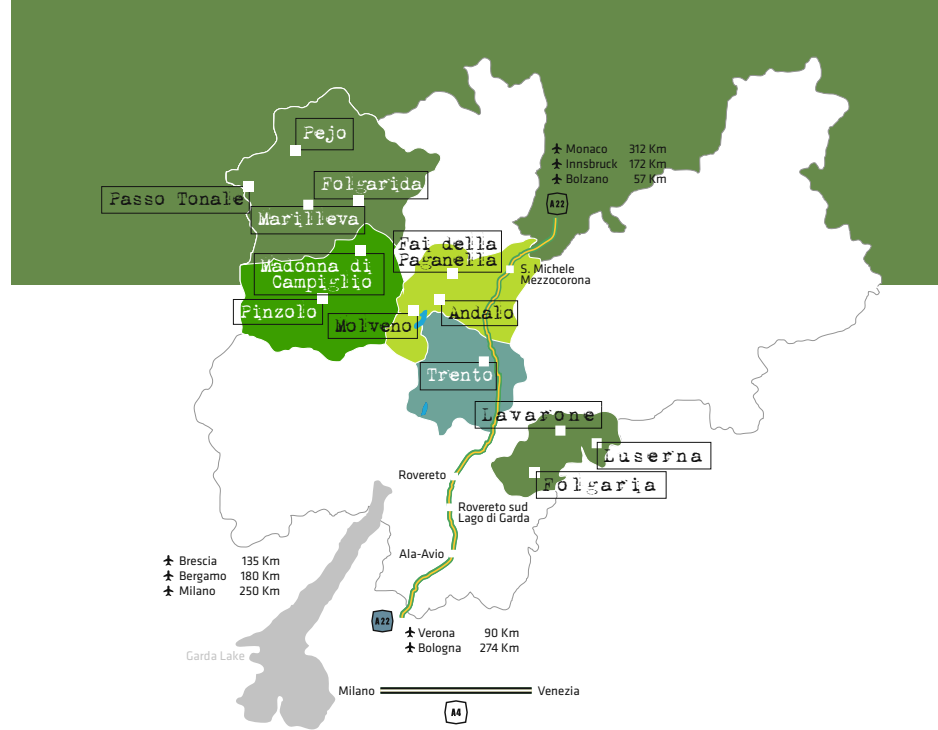 Pejo
Monaco 312 Km
Innsbruck 172 Km
Bolzano 57 Km
Folgarida
Passo Tonale
A22
Marilleva
Fai della
Paganella
Madonna di
Campiglio
S. Michele
Mezzocorona
Pinzolo
Andalo
Molveno
Trento
Lavarone
Luserna
Rovereto
Folgaria
Rovereto sud
Lago di Garda
Ala-Avio
Brescia 135 Km
Bergamo 180 Km
Milano 250 Km
A22
Verona 90 Km
Bologna 274 Km
Garda Lake
Milano Venezia
A4